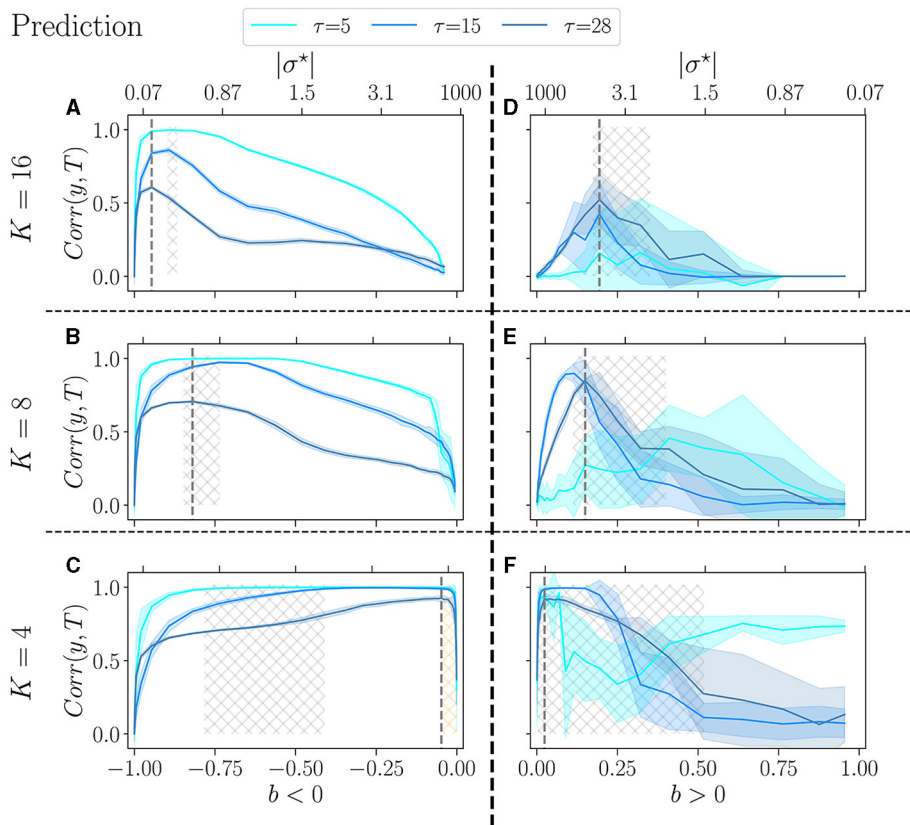 Prediction
τ=5 τ=15 τ=28
|σ*| |σ*|
0.07 0.87 1.5 3.1 1000 1000 3.1 1.5 0.87 0.07
A D
K = 16
Corr(y, T)
1.0
0.5
0.0
B E
K = 8
Corr(y, T)
1.0
0.5
0.0
C F
K = 4
Corr(y, T)
1.0
0.5
0.0
−1.00 −0.75 −0.50 −0.25 0.00 0.00 0.25 0.50 0.75 1.00
b < 0 b > 0